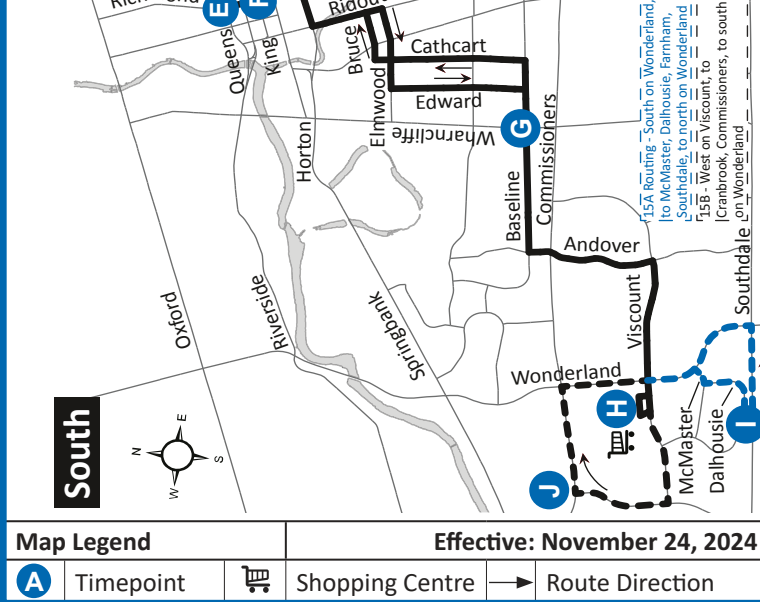 Richmond
E
F
Ridout
Queens
King
Bruce
Cathcart
Elmwood
Edward
Wharncliffe
G
Horton
Baseline
Commissioners
15A Routing - South on Wonderland,
to McMaster, Dalhousie, Farnham,
Southdale, to north on Wonderland
15B - West on Viscount, to
Cranbrook, Commissioners, to south
on Wonderland
Andover
Oxford
Riverside
Springbank
Viscount
Southdale
Wonderland
H
McMaster
Dalhousie
I
J
South
N
E
S
W
Map Legend
Effective: November 24, 2024
A Timepoint Shopping Centre Route Direction